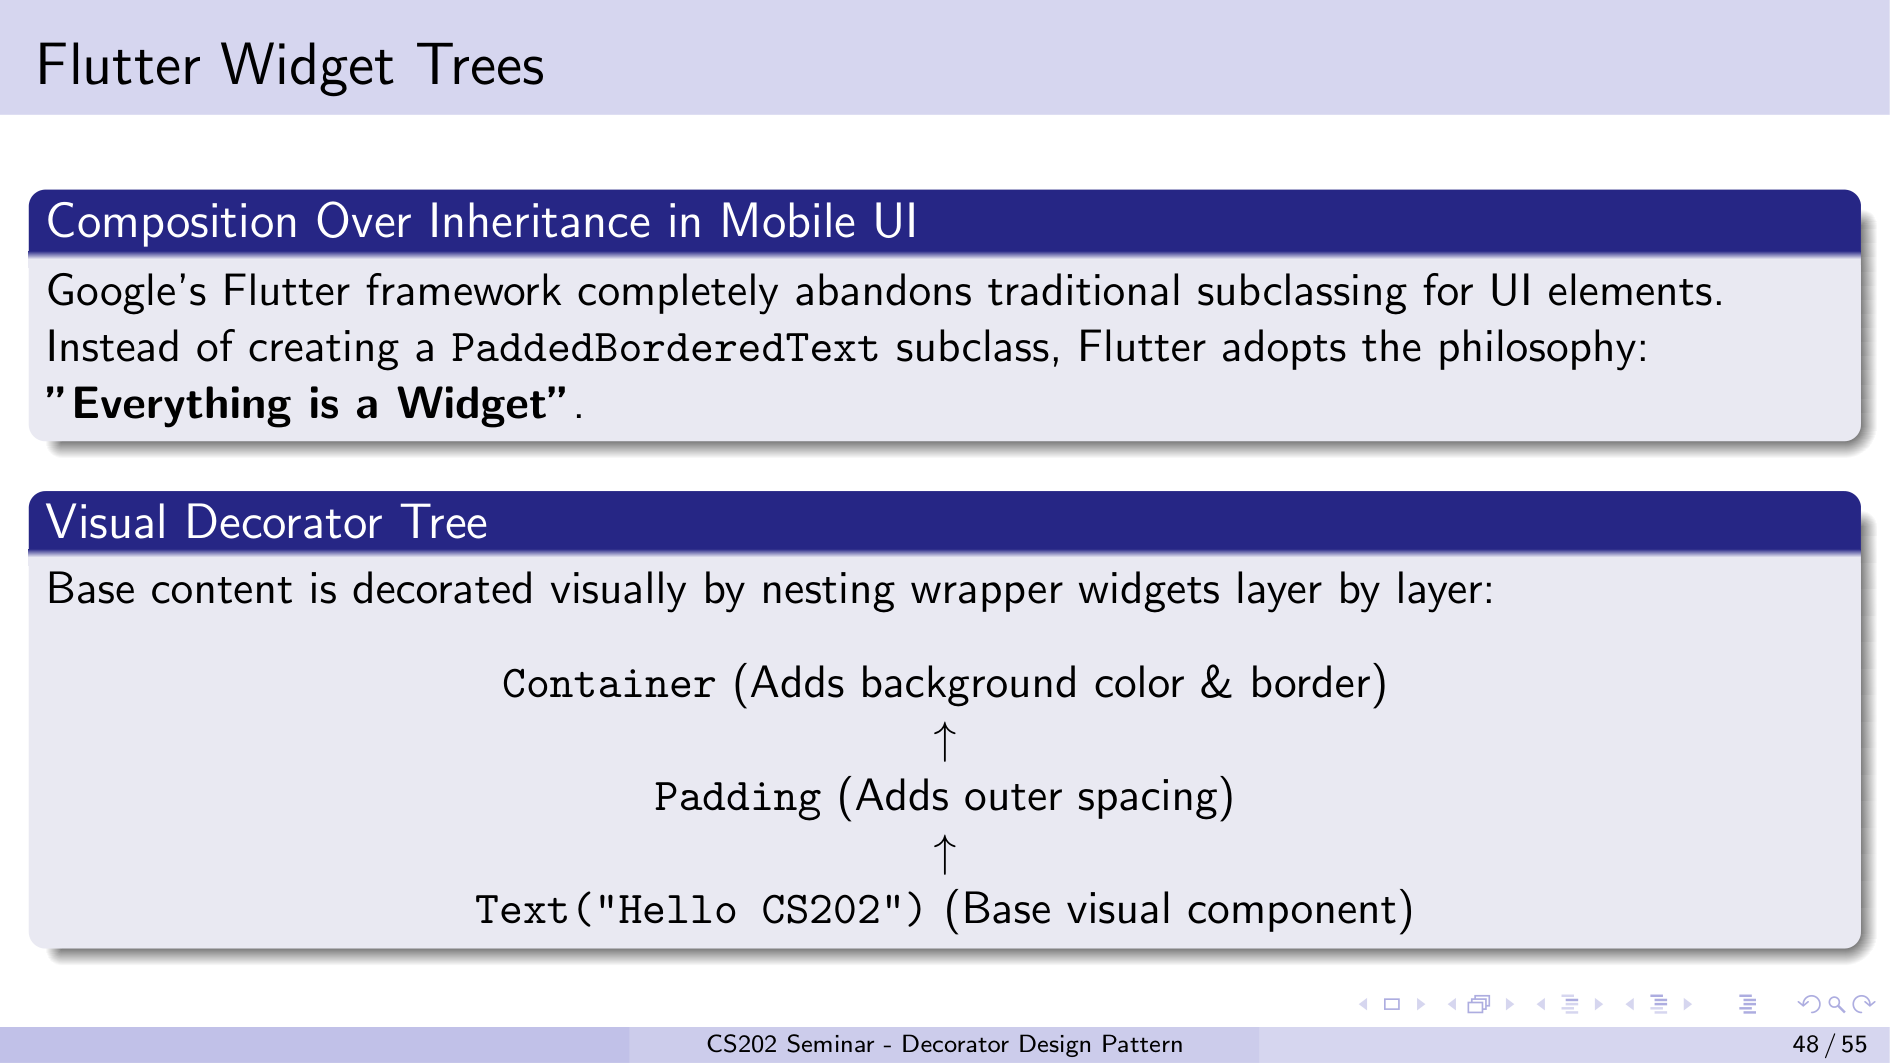 Flutter Widget Trees
Composition Over Inheritance in Mobile UI
Google's Flutter framework completely abandons traditional subclassing for UI elements.
Instead of creating a PaddedBorderedText subclass, Flutter adopts the philosophy:
"Everything is a Widget".
Visual Decorator Tree
Base content is decorated visually by nesting wrapper widgets layer by layer:
Container (Adds background color & border)
↑
Padding (Adds outer spacing)
↑
Text("Hello CS202") (Base visual component)
CS202 Seminar - Decorator Design Pattern
48 / 55